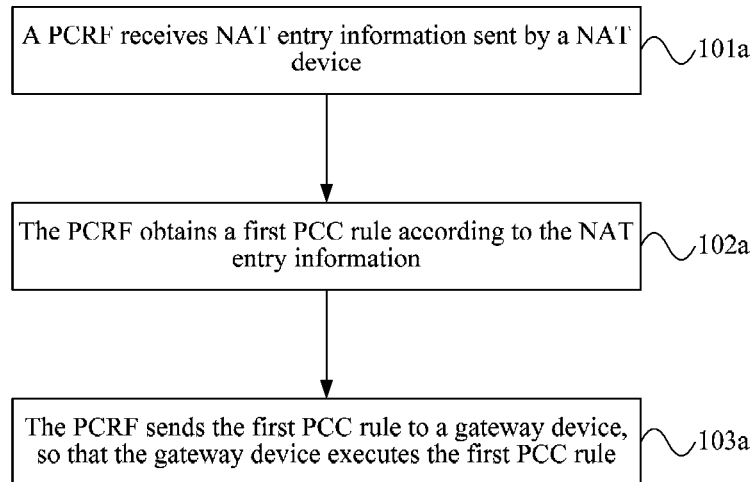 A PCRF receives NAT entry information sent by a NAT
device
101a
The PCRF obtains a first PCC rule according to the NAT
entry information
102a
The PCRF sends the first PCC rule to a gateway device,
so that the gateway device executes the first PCC rule
103a